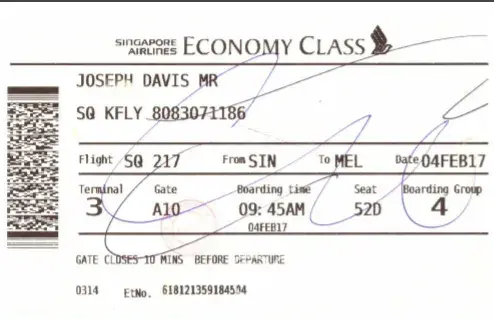 SINGAPORE AIRLINES ECONOMY CLASS
JOSEPH DAVIS MR
SQ KFLY 8083071186
Flight SQ 217 From SIN To MEL Date 04FEB17
Terminal Gate Boarding time Seat Boarding Group
3 A10 09:45AM 52D 4
04FEB17
GATE CLOSES 10 MINS BEFORE DEPARTURE
0314 EtNo. 618121359184504